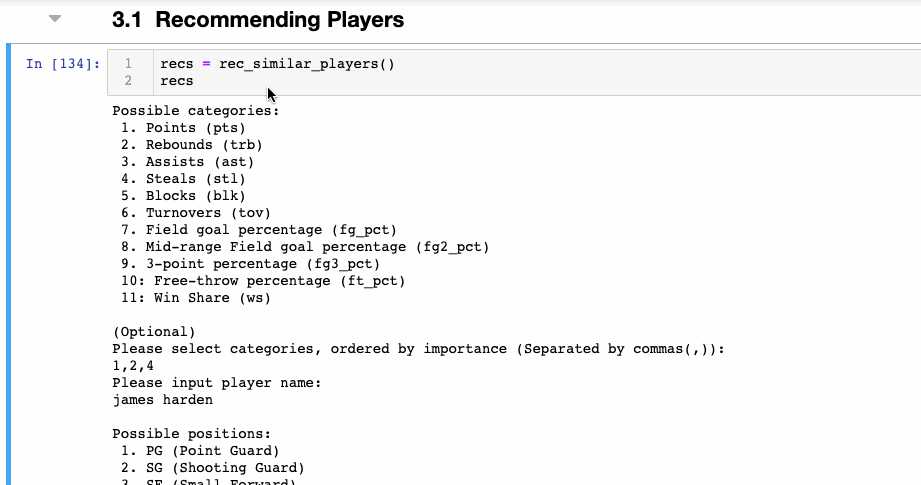 3.1 Recommending Players
In [134]:
1 recs = rec_similar_players()
2 recs
Possible categories:
1. Points (pts)
2. Rebounds (trb)
3. Assists (ast)
4. Steals (stl)
5. Blocks (blk)
6. Turnovers (tov)
7. Field goal percentage (fg_pct)
8. Mid-range Field goal percentage (fg2_pct)
9. 3-point percentage (fg3_pct)
10: Free-throw percentage (ft_pct)
11: Win Share (ws)
(Optional)
Please select categories, ordered by importance (Separated by commas(,)):
1,2,4
Please input player name:
james harden
Possible positions:
1. PG (Point Guard)
2. SG (Shooting Guard)
3. SF (Small Forward)